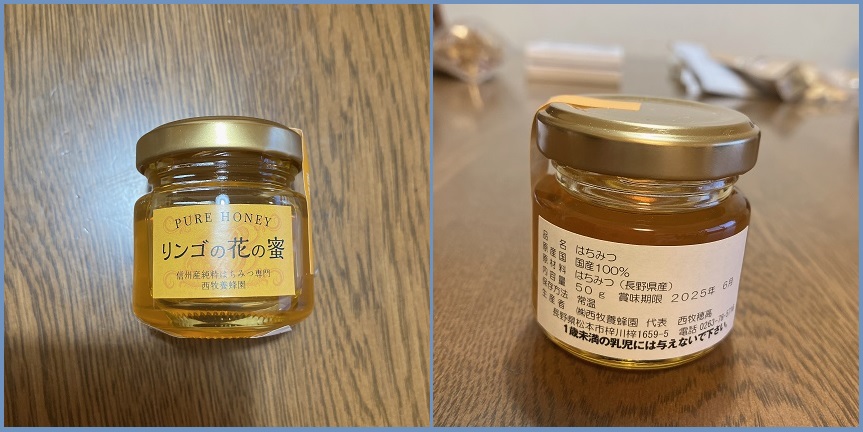 PURE HONEY
リンゴの花の蜜
信州産純粋はちみつ専門
西牧養蜂園
品名 はちみつ
原産国 国産100%
原材料 はちみつ(長野県産)
内容量 50g 賞味期限 2025年 6月
保存方法 常温
生産者 ㈱西牧養蜂園 代表 西牧穂高
長野県松本市梓川梓1659-5 電話
1歳未満の乳児には与えないで下さい